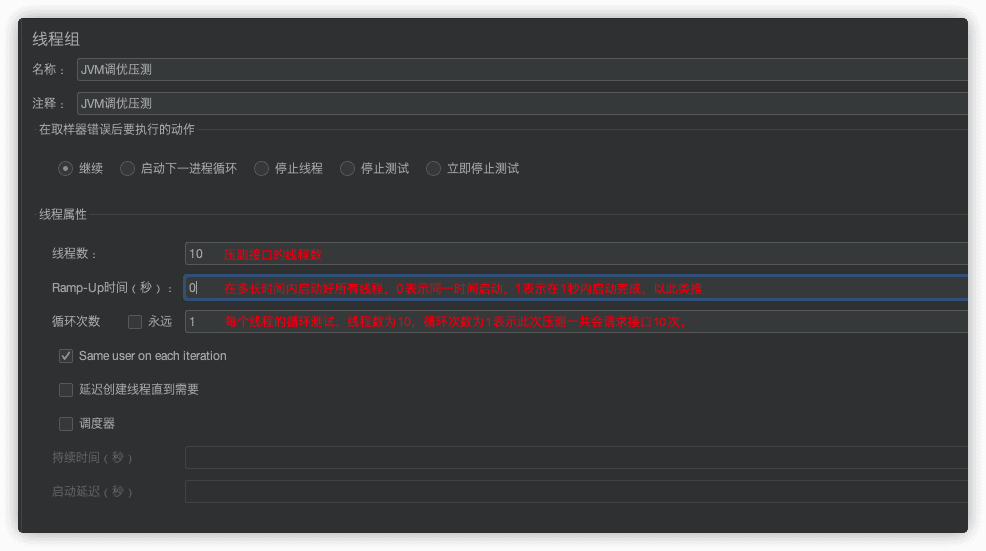 线程组
名称： JVM调优压测
注释： JVM调优压测
在取样器错误后要执行的动作
继续 启动下一进程循环 停止线程 停止测试 立即停止测试
线程属性
线程数： 10 压测接口的线程数
Ramp-Up时间（秒）： 0 在多长时间内启动好所有线程，0表示同一时间启动，1表示在1秒内启动完成，以此类推
循环次数 永远 1 每个线程的循环测试，线程数为10，循环次数为1表示此次压测一共会请求接口10次。
Same user on each iteration
延迟创建线程直到需要
调度器
持续时间（秒）
启动延迟（秒）